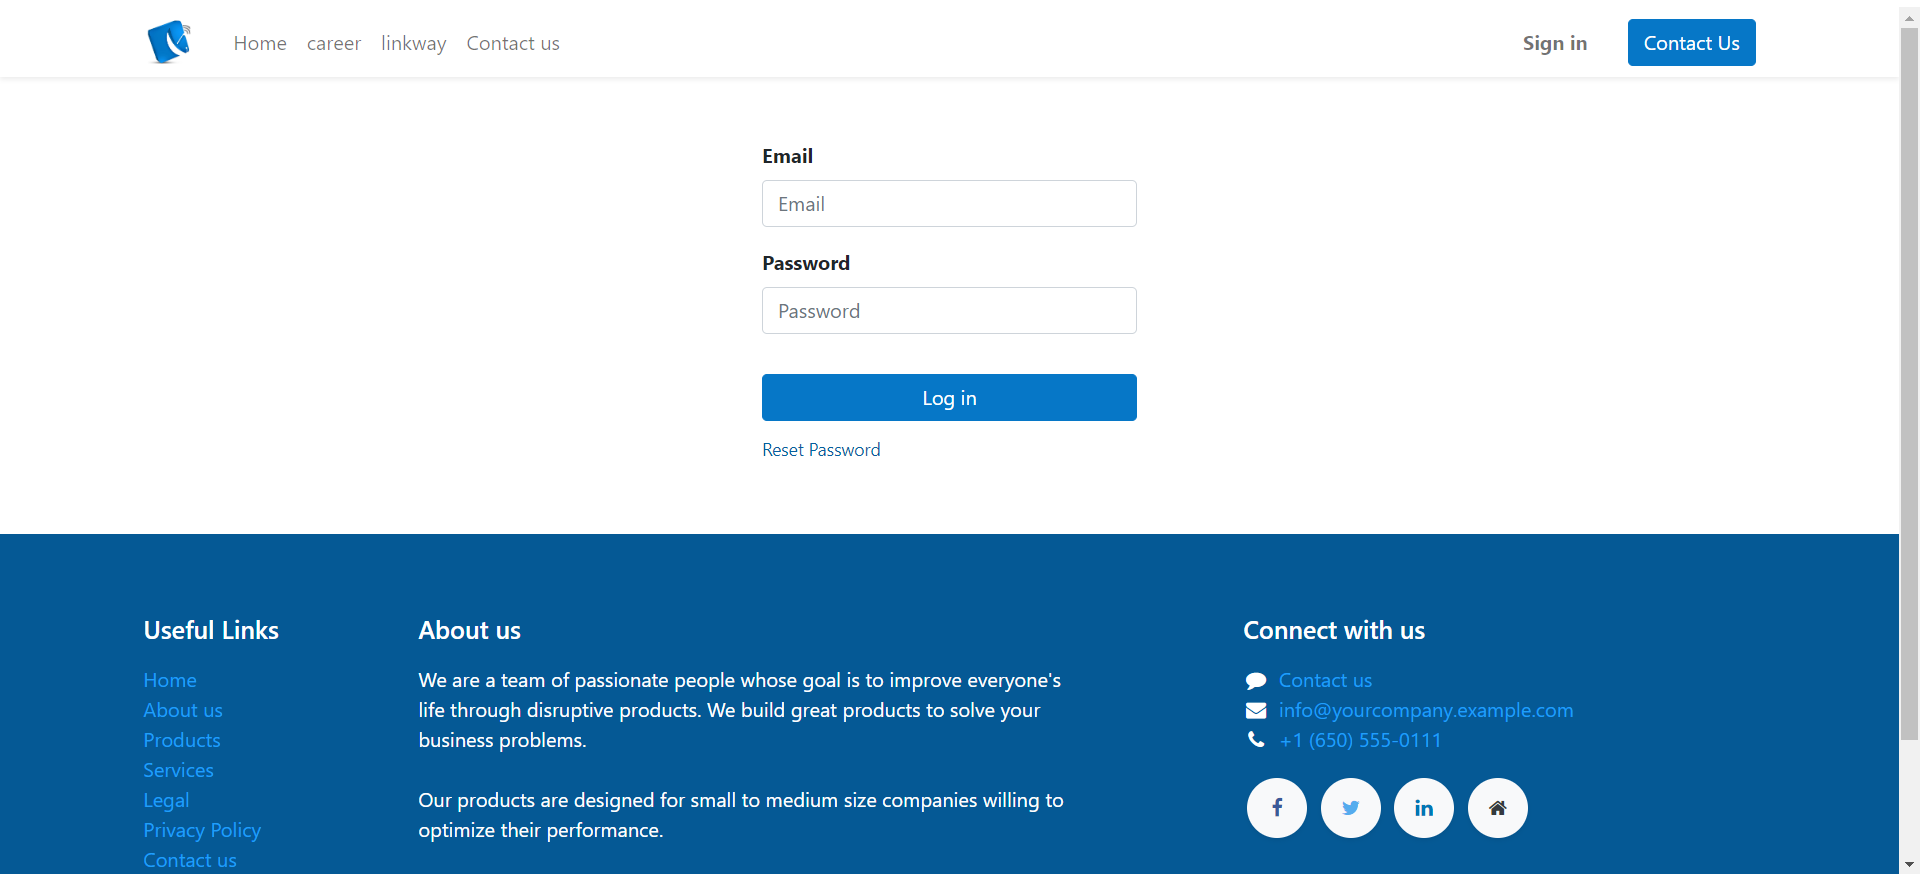 Home career linkway Contact us Sign in Contact Us
Email
Email
Password
Password
Log in
Reset Password
Useful Links
Home
About us
Products
Services
Legal
Privacy Policy
Contact us
About us
We are a team of passionate people whose goal is to improve everyone's
life through disruptive products. We build great products to solve your
business problems.
Our products are designed for small to medium size companies willing to
optimize their performance.
Connect with us
Contact us
info@yourcompany.example.com
+1 (650) 555-0111